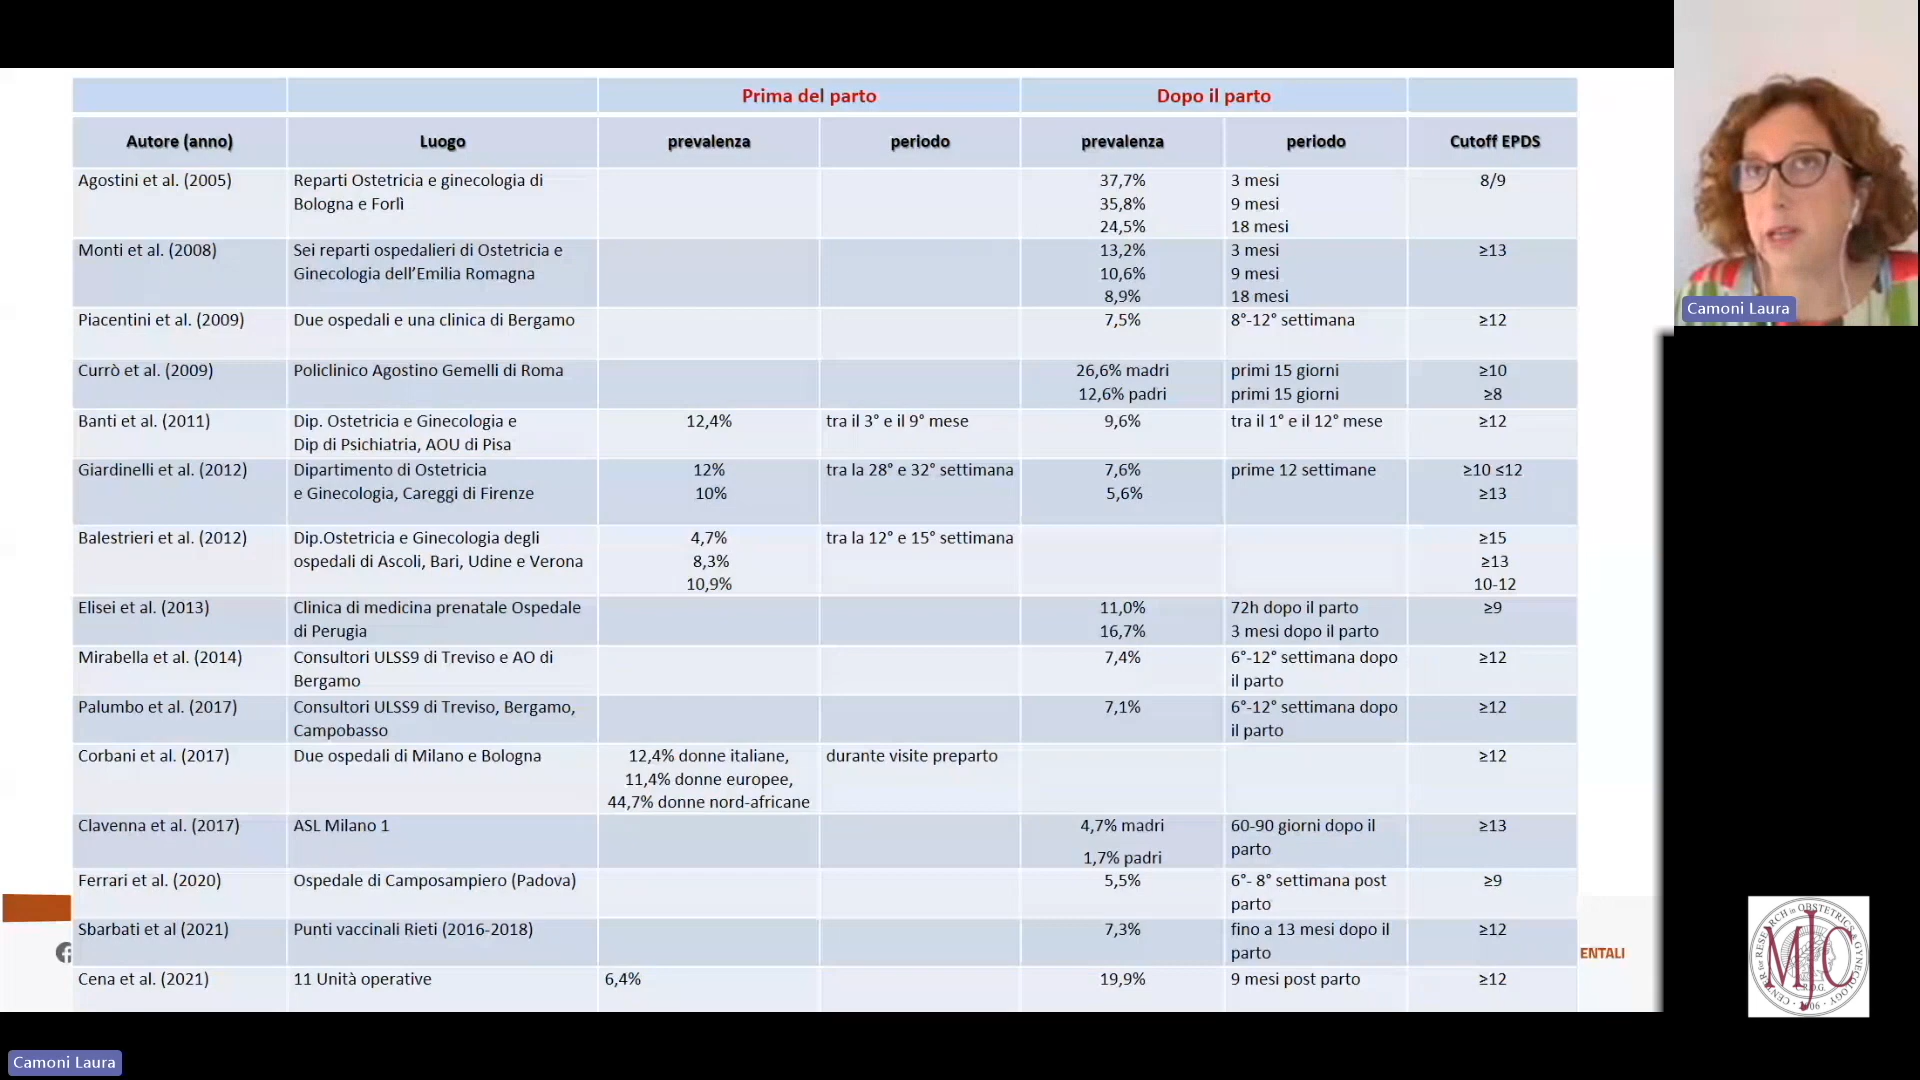 Prima del parto Dopo il parto
Autore (anno) Luogo prevalenza periodo prevalenza periodo Cutoff EPDS
Agostini et al. (2005) Reparti Ostetricia e ginecologia di 37,7% 3 mesi 8/9
Bologna e Forlì 35,8% 9 mesi
24,5% 18 mesi
Monti et al. (2008) Sei reparti ospedalieri di Ostetricia e 13,2% 3 mesi ≥13
Ginecologia dell’Emilia Romagna 10,6% 9 mesi
8,9% 18 mesi
Piacentini et al. (2009) Due ospedali e una clinica di Bergamo 7,5% 8°-12° settimana ≥12
Currò et al. (2009) Policlinico Agostino Gemelli di Roma 26,6% madri primi 15 giorni ≥10
12,6% padri primi 15 giorni ≥8
Banti et al. (2011) Dip. Ostetricia e Ginecologia e 12,4% tra il 3° e il 9° mese 9,6% tra il 1° e il 12° mese ≥12
Dip di Psichiatria, AOU di Pisa
Giardinelli et al. (2012) Dipartimento di Ostetricia 12% tra la 28° e 32° settimana 7,6% prime 12 settimane ≥10 ≤12
e Ginecologia, Careggi di Firenze 10% 5,6% ≥13
Balestrieri et al. (2012) Dip.Ostetricia e Ginecologia degli 4,7% tra la 12° e 15° settimana ≥15
ospedali di Ascoli, Bari, Udine e Verona 8,3% ≥13
10,9% 10-12
Elisei et al. (2013) Clinica di medicina prenatale Ospedale 11,0% 72h dopo il parto ≥9
di Perugia 16,7% 3 mesi dopo il parto
Mirabella et al. (2014) Consultori ULSS9 di Treviso e AO di 7,4% 6°-12° settimana dopo ≥12
Bergamo il parto
Palumbo et al. (2017) Consultori ULSS9 di Treviso, Bergamo, 7,1% 6°-12° settimana dopo ≥12
Campobasso il parto
Corbani et al. (2017) Due ospedali di Milano e Bologna 12,4% donne italiane, durante visite preparto ≥12
11,4% donne europee,
44,7% donne nord-africane
Clavenna et al. (2017) ASL Milano 1 4,7% madri 60-90 giorni dopo il ≥13
parto
1,7% padri
Ferrari et al. (2020) Ospedale di Camposampiero (Padova) 5,5% 6°- 8° settimana post ≥9
parto
Sbarbati et al (2021) Punti vaccinali Rieti (2016-2018) 7,3% fino a 13 mesi dopo il ≥12
parto
Cena et al. (2021) 11 Unità operative 6,4% 19,9% 9 mesi post parto ≥12
ENTALI
Camoni Laura
CENTER for RESEARCH in OBSTETRICS & GYNECOLOGY
MJC
C.R.O.G.
2006
Camoni Laura